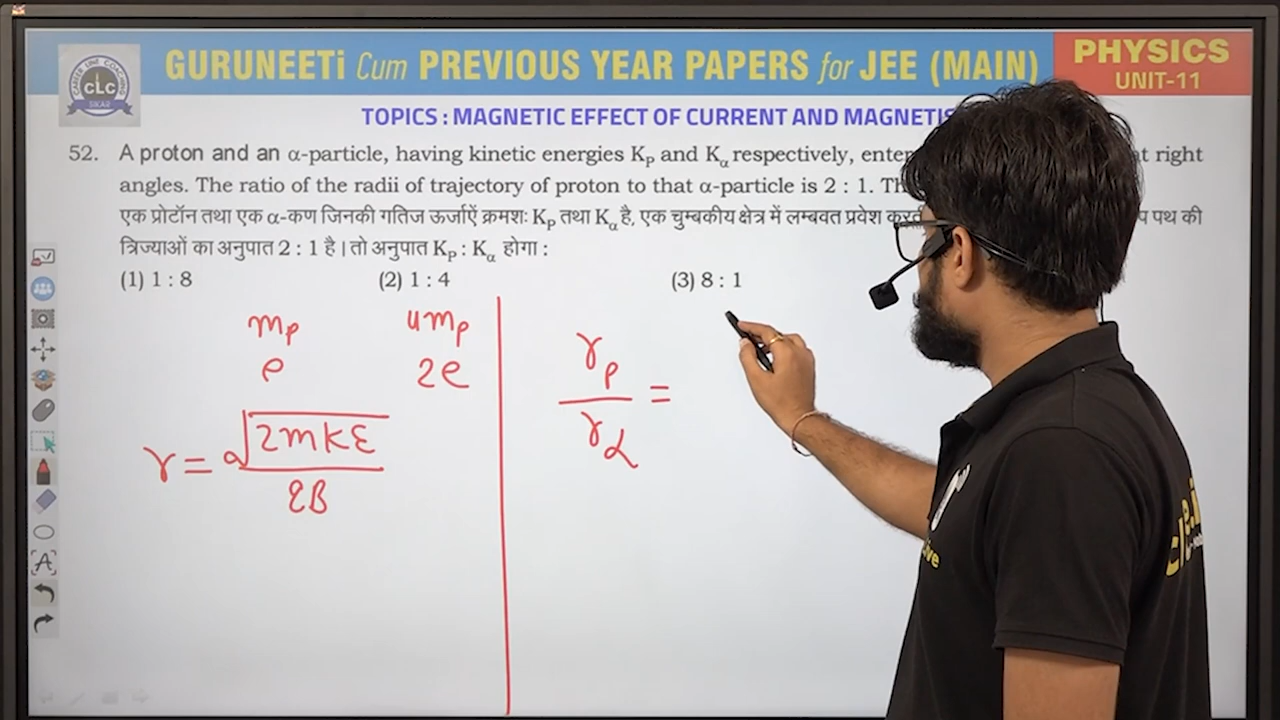 GURUNEETi Cum PREVIOUS YEAR PAPERS for JEE (MAIN)
PHYSICS
UNIT-11
CLC
SIKAR
TOPICS : MAGNETIC EFFECT OF CURRENT AND MAGNETIS
52. A proton and an α-particle, having kinetic energies K_P and K_α respectively, enter at right
angles. The ratio of the radii of trajectory of proton to that α-particle is 2 : 1. Th
एक प्रोटॉन तथा एक α-कण जिनकी गतिज ऊर्जाऐं क्रमशः K_P तथा K_α है, एक चुम्बकीय क्षेत्र में लम्बवत प्रवेश करते पथ की
त्रिज्याओं का अनुपात 2 : 1 है। तो अनुपात K_P : K_α होगा :
(1) 1 : 8 (2) 1 : 4 (3) 8 : 1
m_p 4m_p
e 2e
r = √2mKE / qB
r_p / r_α =